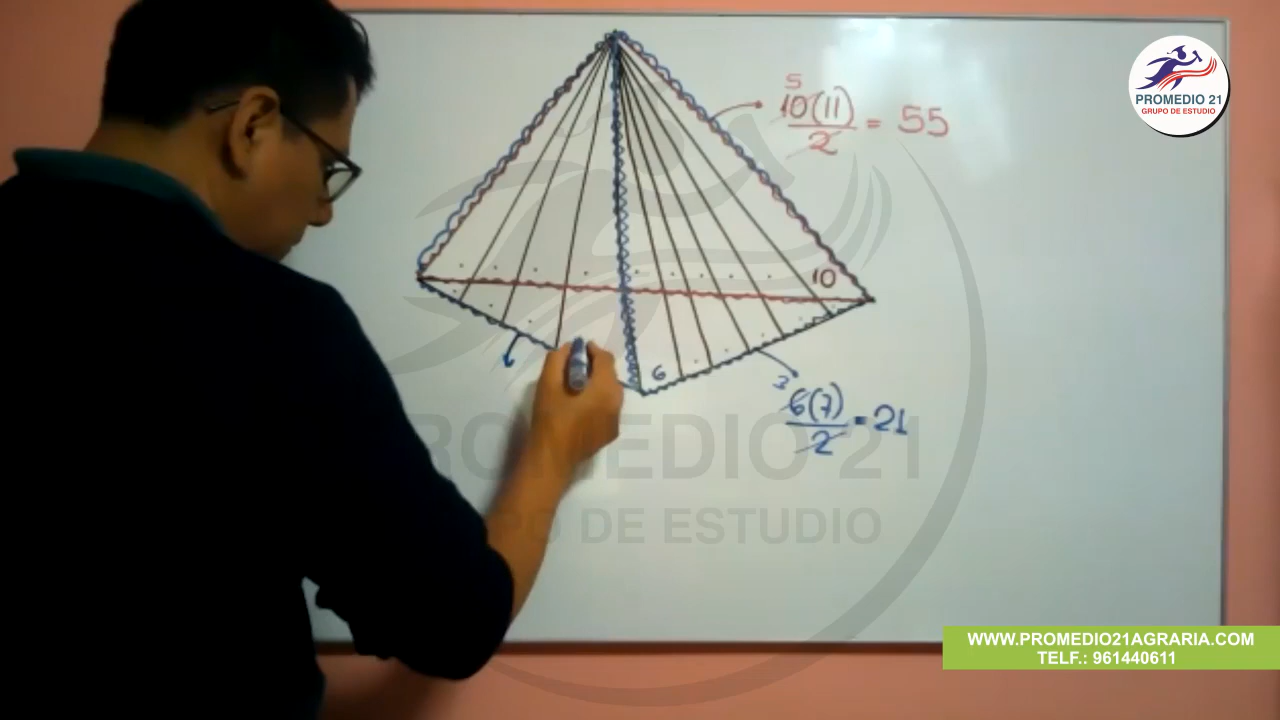 PROMEDIO 21
GRUPO DE ESTUDIO
5
10(11)
2
= 55
10
6
3
6(7)
2
= 21
PROMEDIO 21
GRUPO DE ESTUDIO
WWW.PROMEDIO21AGRARIA.COM
TELF.: 961440611